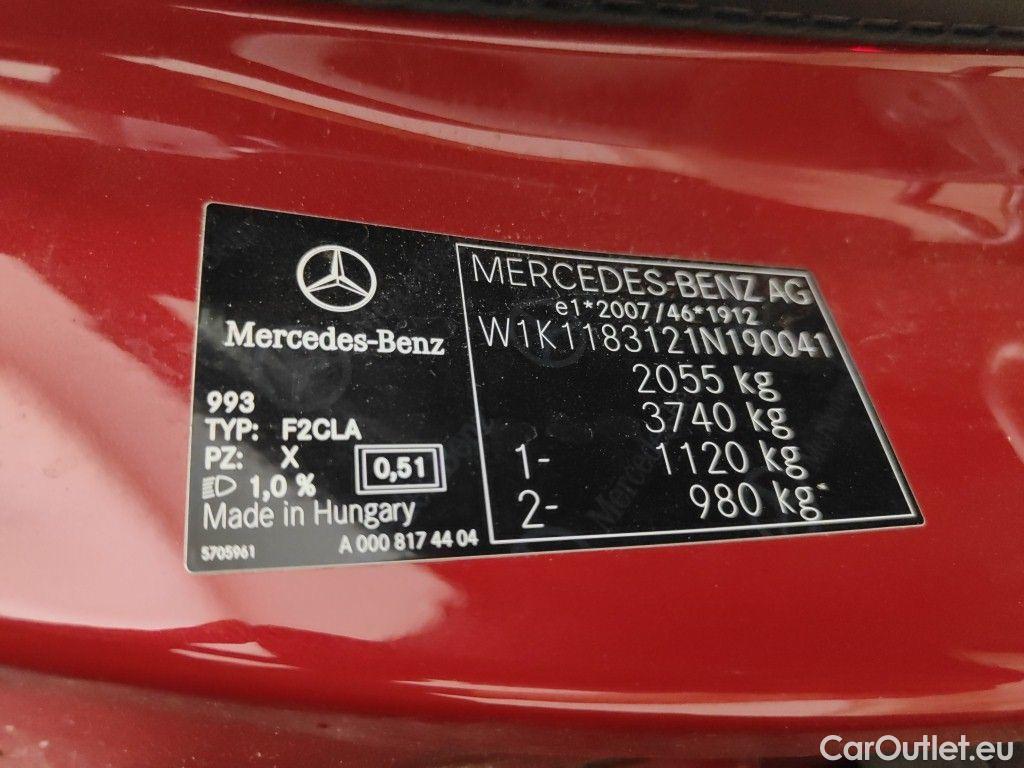 Mercedes-Benz
993
TYP: F2CLA
PZ: X
0,51
1,0 %
Made in Hungary
5705961
A 000 817 44 04
MERCEDES-BENZ AG
e1*2007/46*1912
W1K1183121N190041
2055 kg
3740 kg
1- 1120 kg
2- 980 kg
CarOutlet.eu